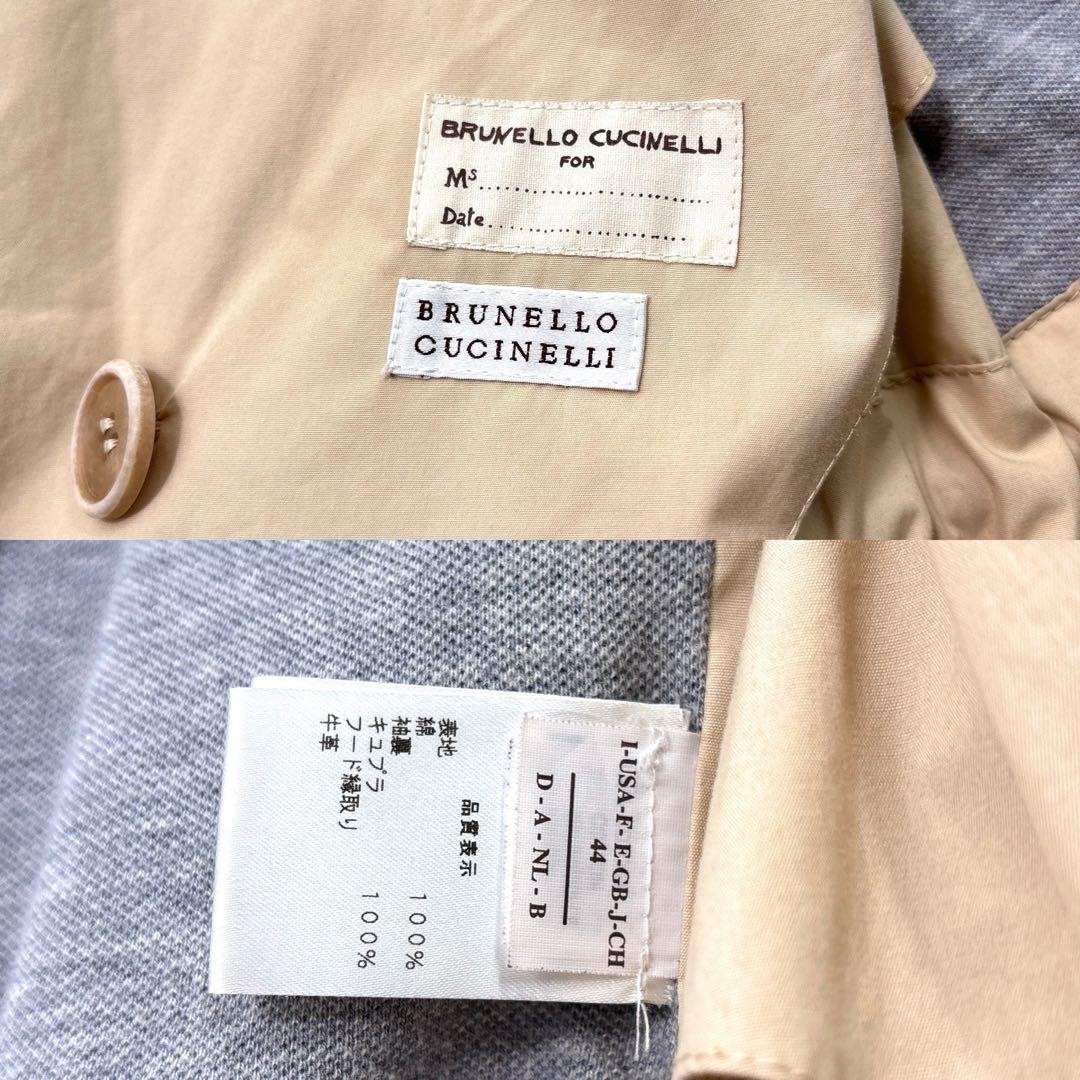 BRUNELLO CUCINELLI
FOR
Ms
Date
BRUNELLO
CUCINELLI
品質表示
表地
綿 100%
袖裏
キュプラ 100%
フード縁取り
牛革
I-USA-F-E-GB-J-CH
44
D-A-NL-B